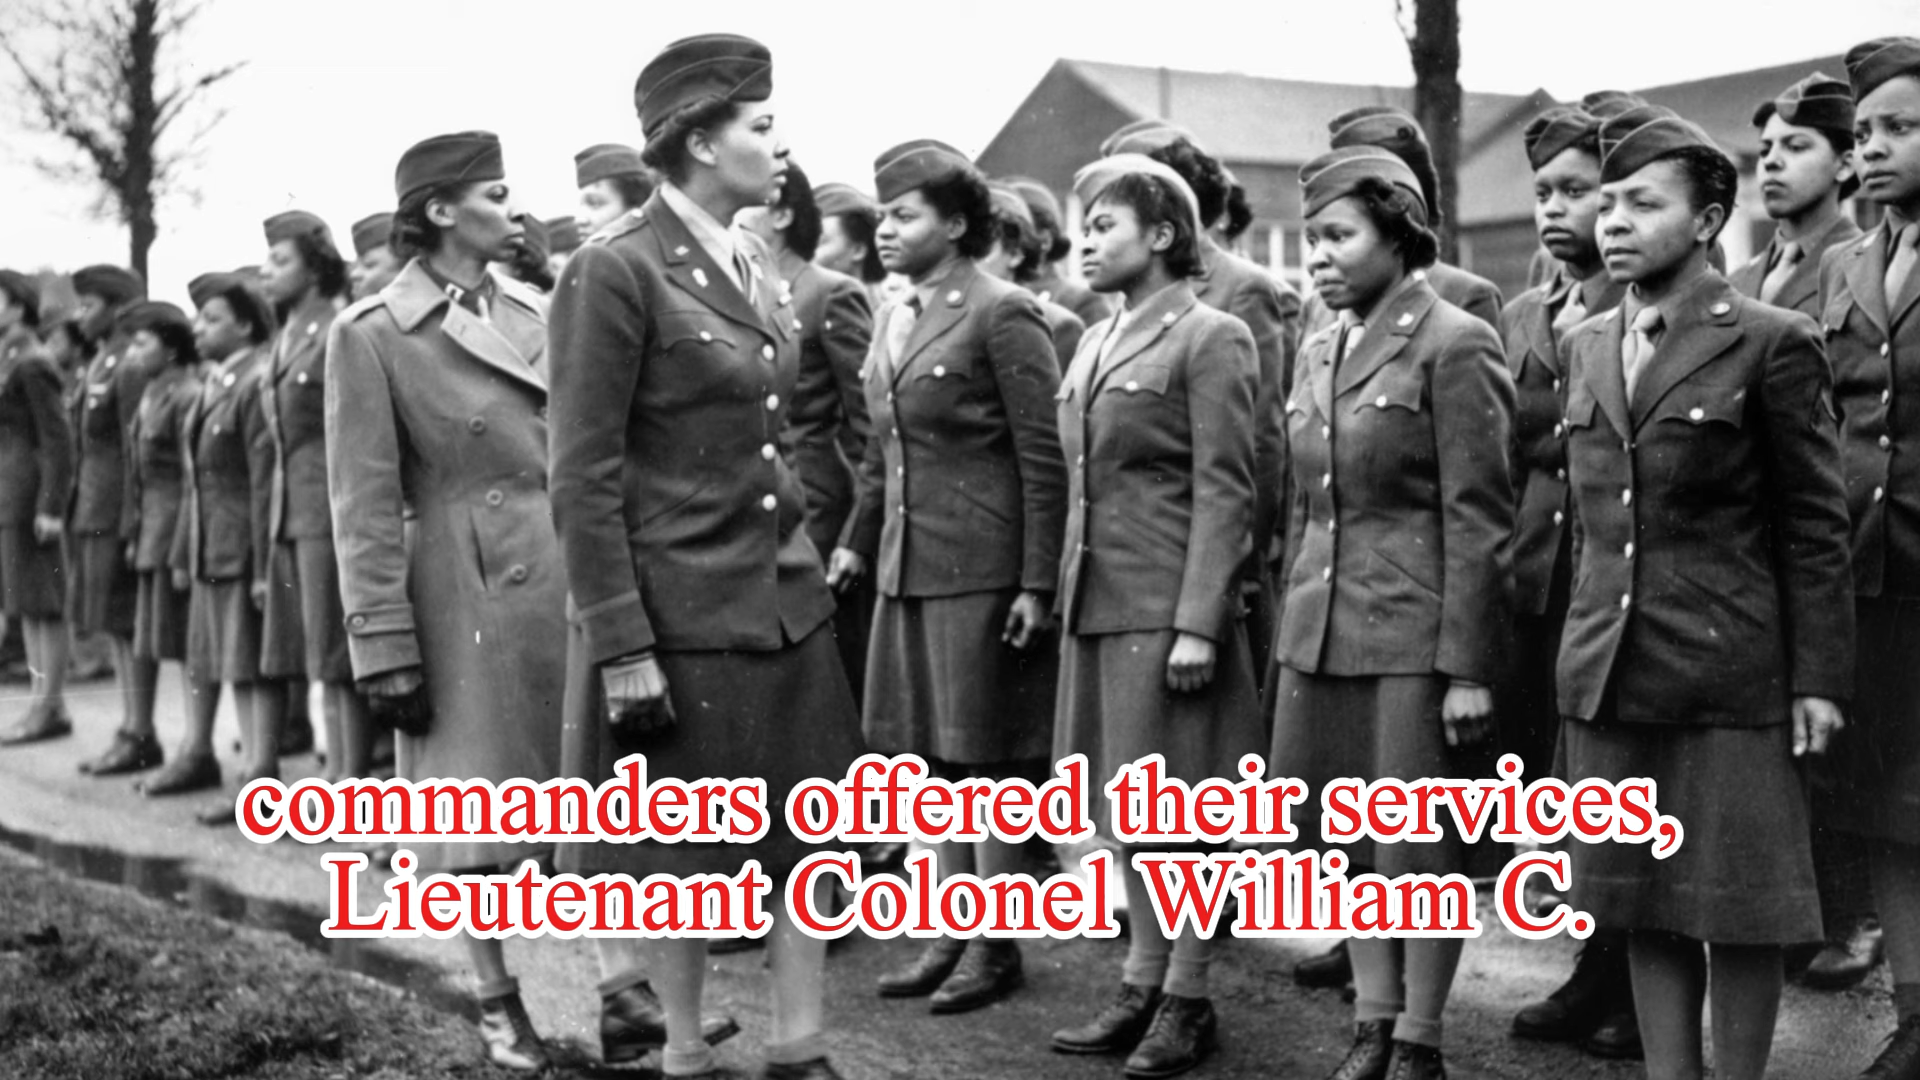 commanders offered their services,
Lieutenant Colonel William C.